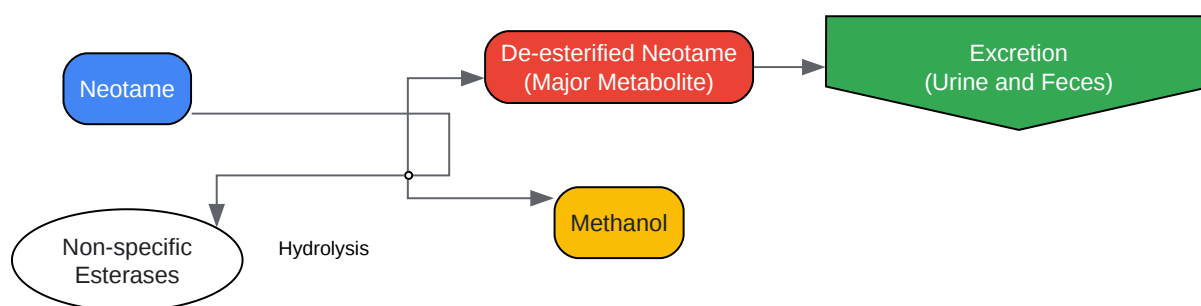 Neotame
De-esterified Neotame
(Major Metabolite)
Excretion
(Urine and Feces)
Methanol
Non-specific
Esterases
Hydrolysis